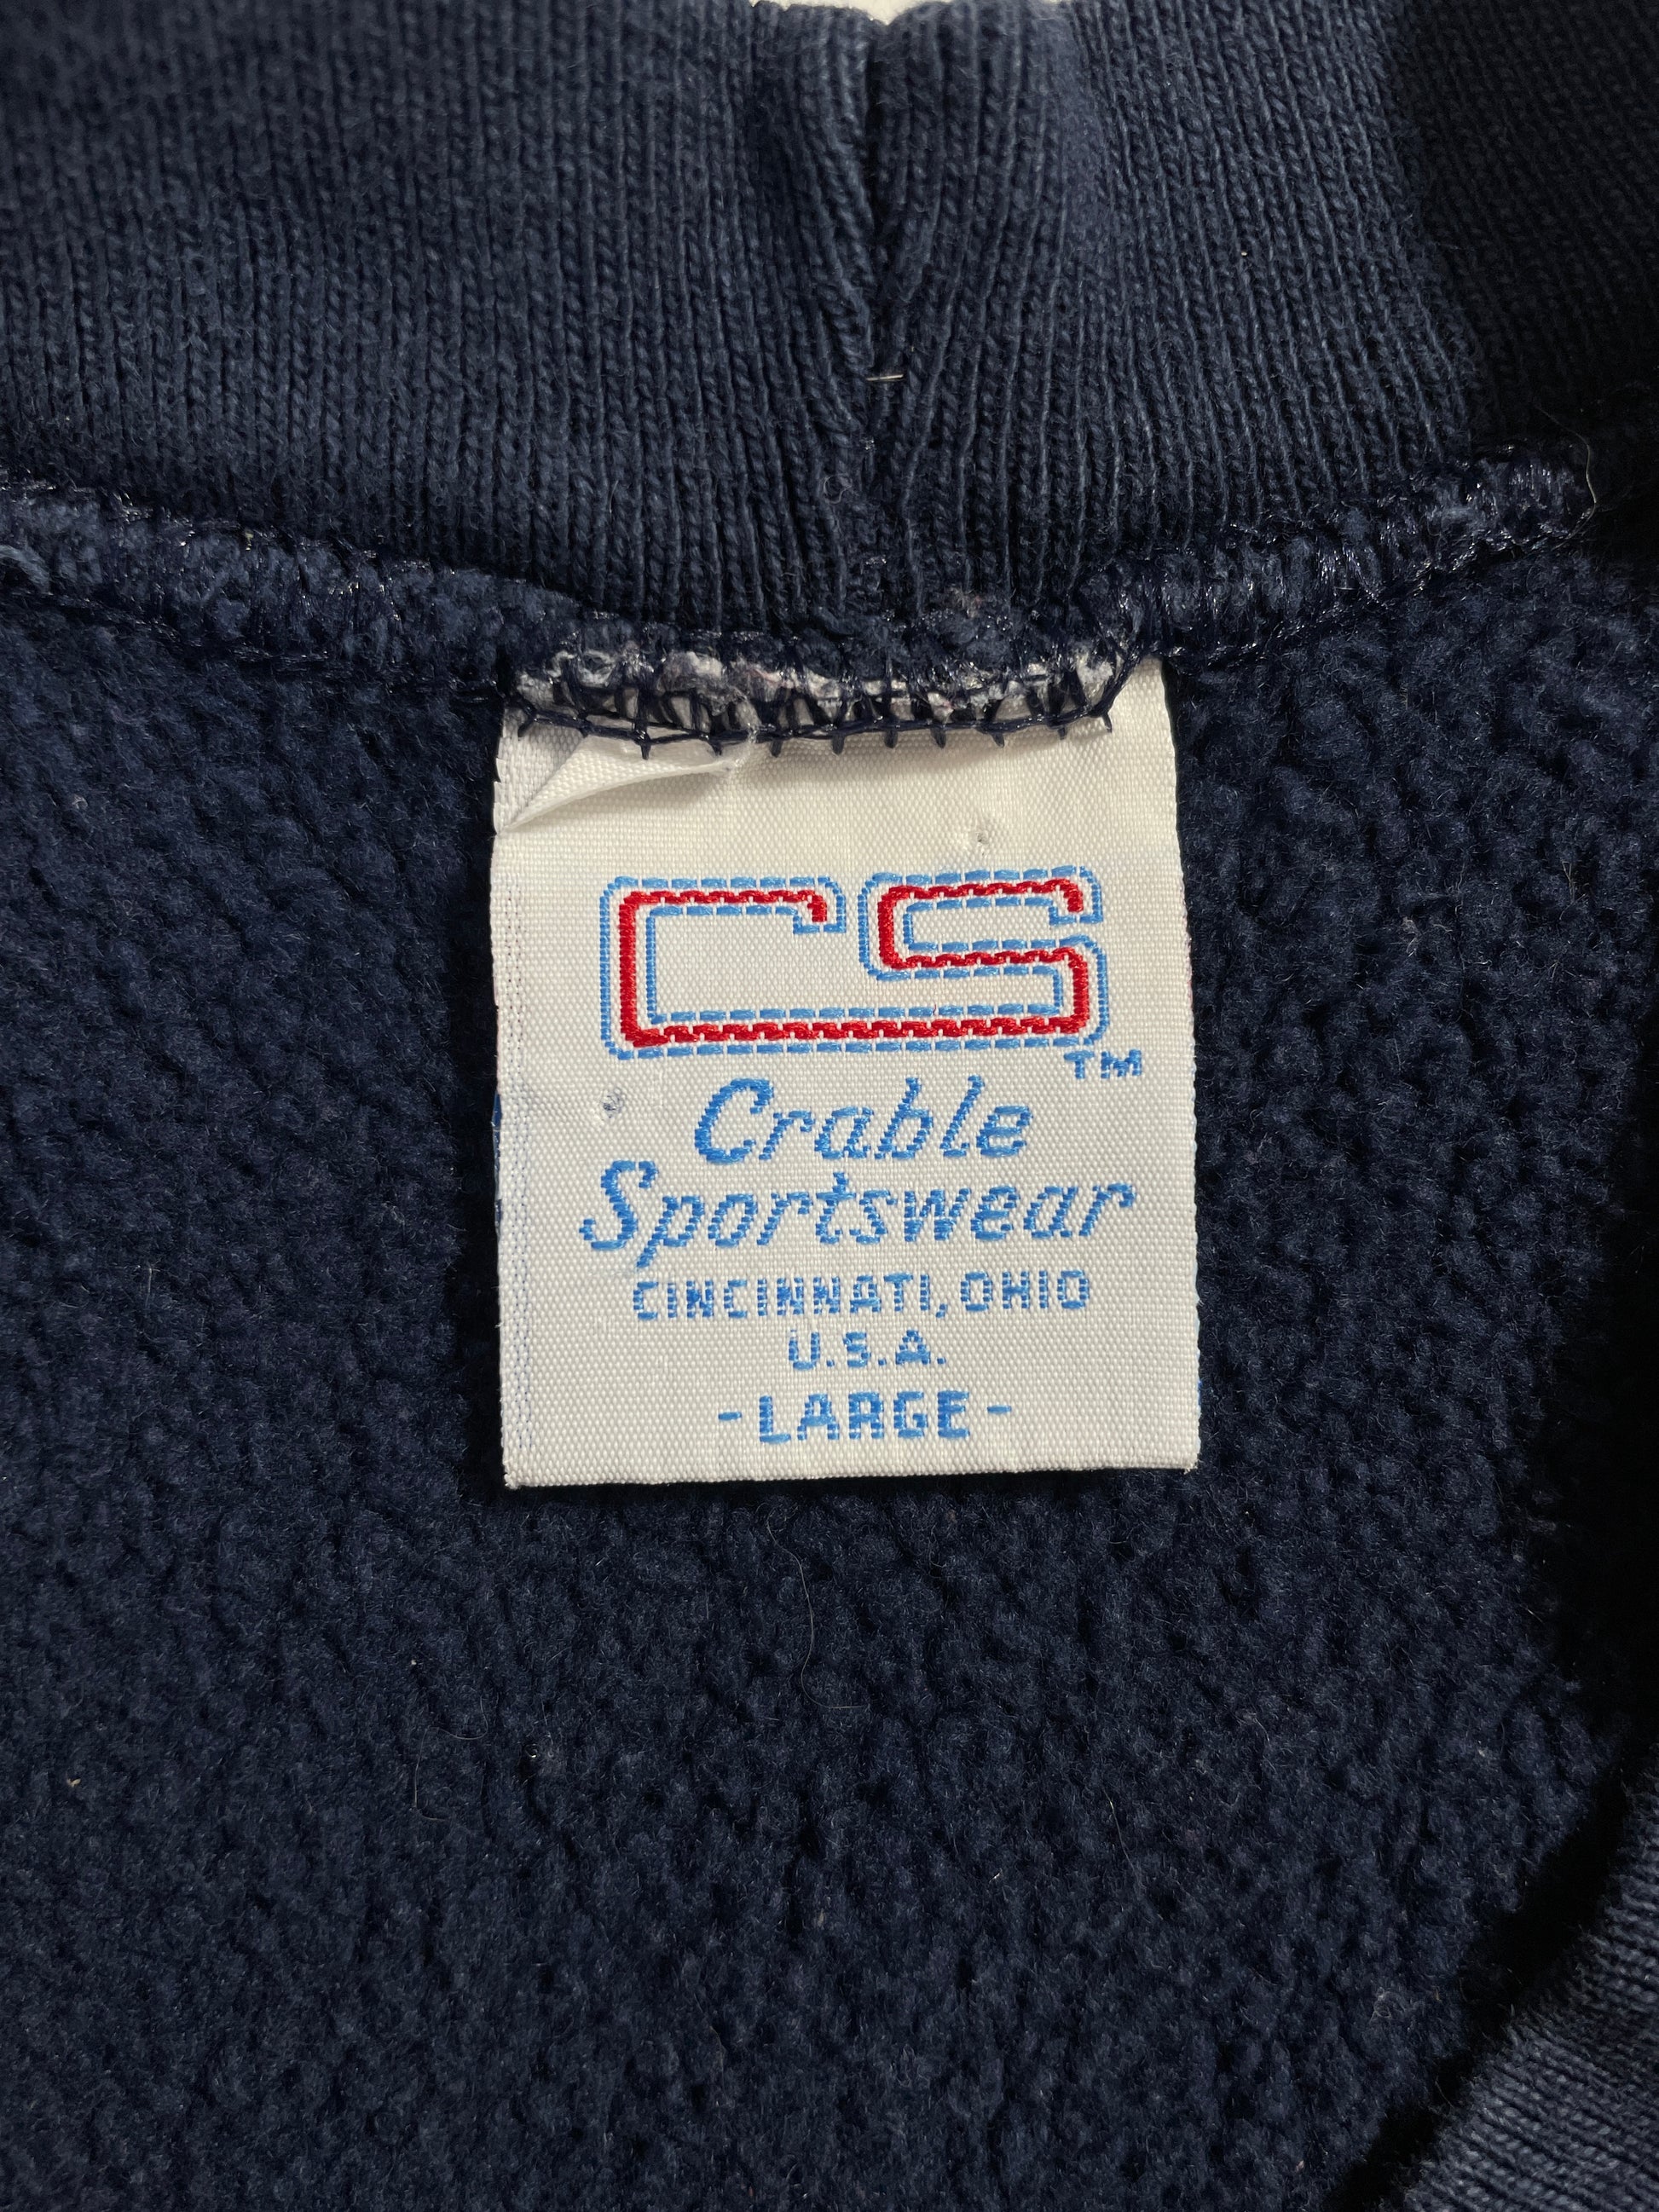 CS
TM
Crable
Sportswear
CINCINNATI, OHIO
U.S.A.
-LARGE-